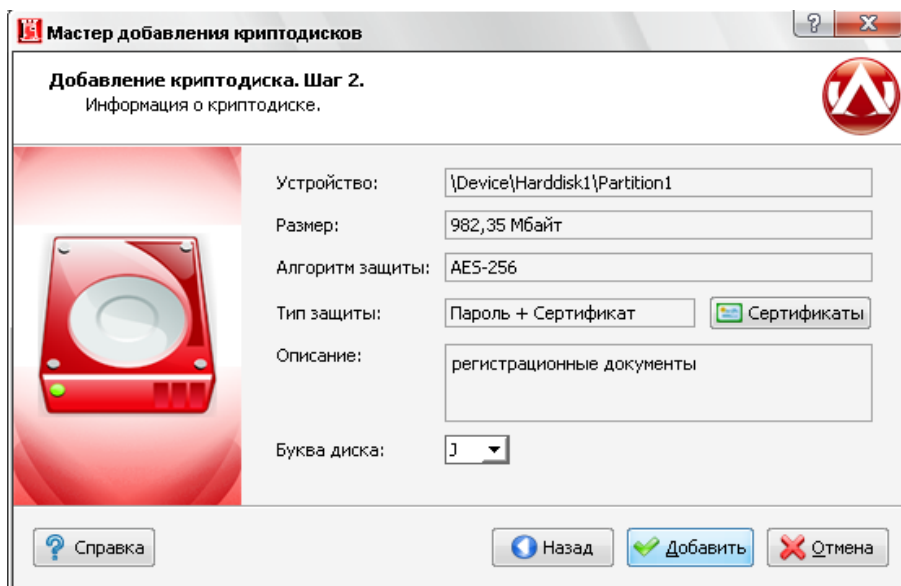 Мастер добавления криптодисков
Добавление криптодиска. Шаг 2.
Информация о криптодиске.
Устройство: \Device\Harddisk1\Partition1
Размер: 982,35 Мбайт
Алгоритм защиты: AES-256
Тип защиты: Пароль + Сертификат Сертификаты
Описание: регистрационные документы
Буква диска: J
Справка Назад Добавить Отмена